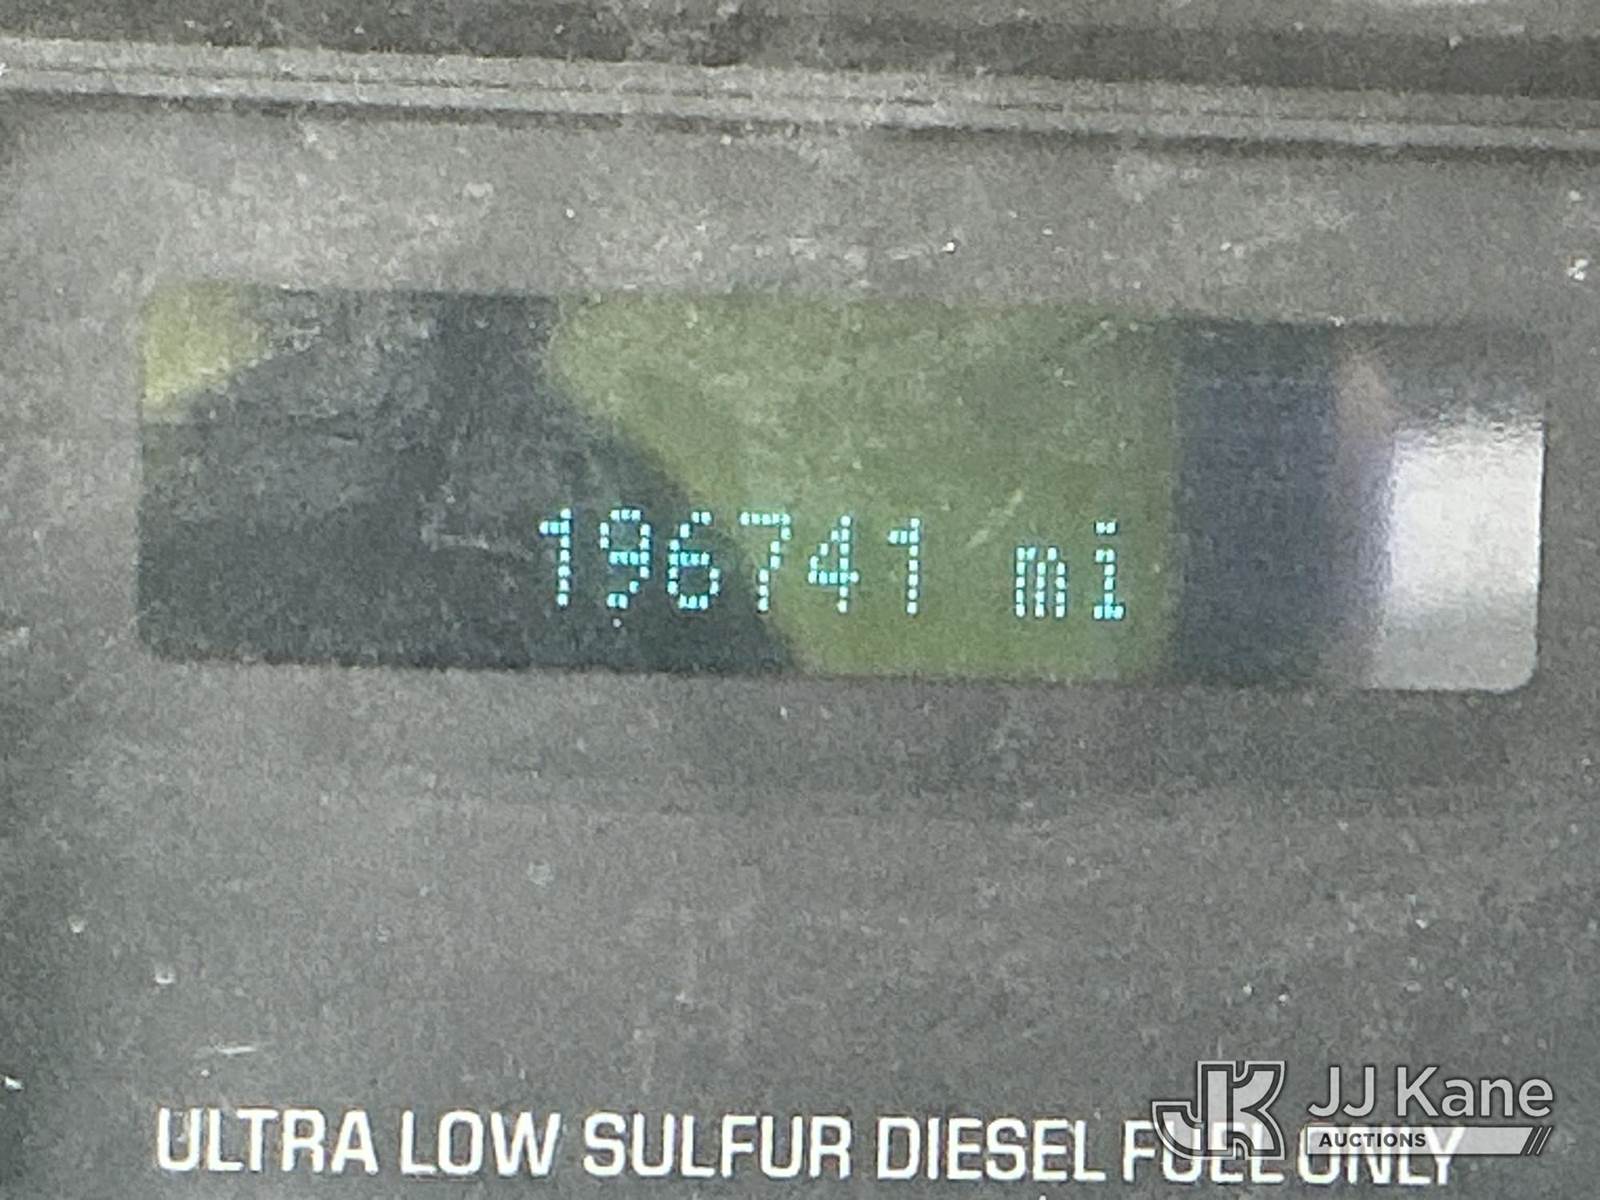 196741 mi
ULTRA LOW SULFUR DIESEL FUEL ONLY
JJ Kane
AUCTIONS